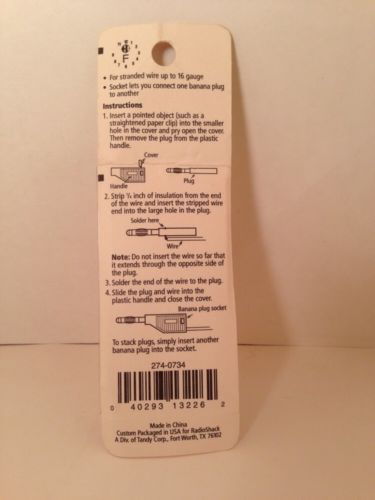 F
• For stranded wire up to 16 gauge
• Socket lets you connect one banana plug
to another
Instructions
1. Insert a pointed object (such as a
straightened paper clip) into the smaller
hole in the cover and pry open the cover.
Then remove the plug from the plastic
handle.
Cover
Handle
Plug
2. Strip ¼ inch of insulation from the end
of the wire and insert the stripped wire
end into the large hole in the plug.
Solder here
Wire
Note: Do not insert the wire so far that
it extends through the opposite side of
the plug.
3. Solder the end of the wire to the plug.
4. Slide the plug and wire into the
plastic handle and close the cover.
Banana plug socket
To stack plugs, simply insert another
banana plug into the socket.
274-0734
0 40293 13226 2
Made in China
Custom Packaged in USA for RadioShack
A Div. of Tandy Corp., Fort Worth, TX 76102